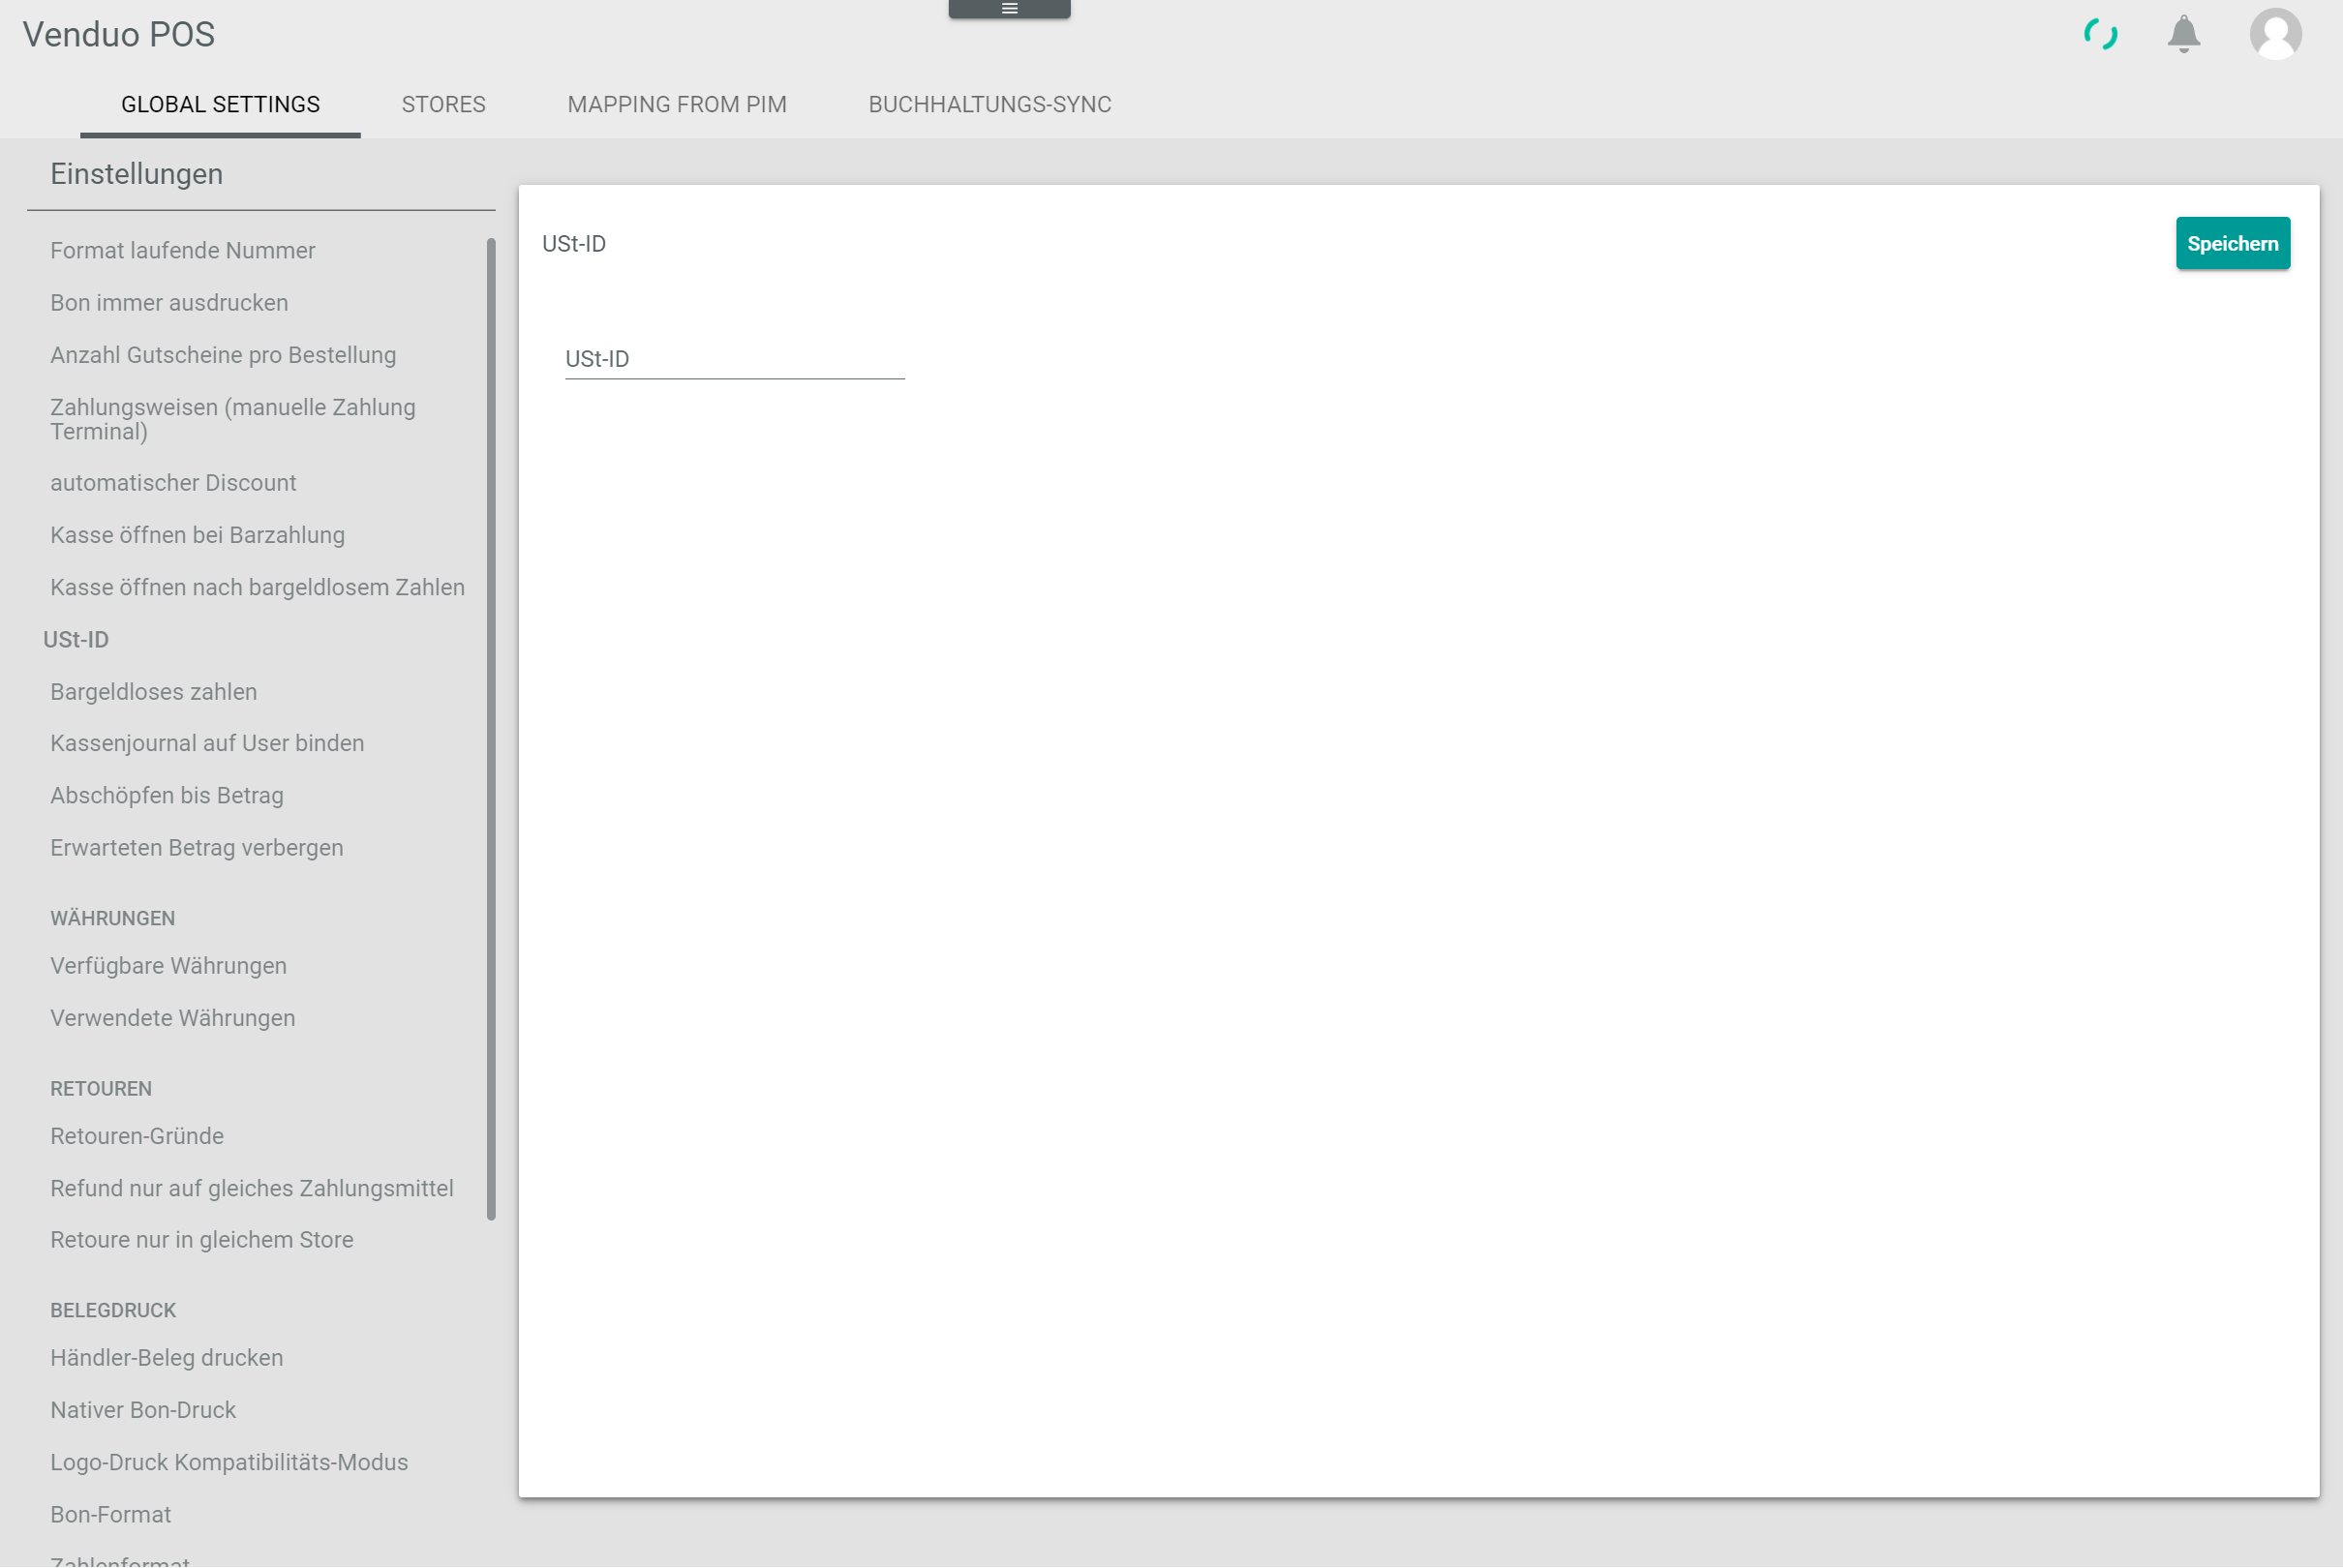 Venduo POS
GLOBAL SETTINGS
STORES
MAPPING FROM PIM
BUCHHALTUNGS-SYNC
Einstellungen
Format laufende Nummer
Bon immer ausdrucken
Anzahl Gutscheine pro Bestellung
Zahlungsweisen (manuelle Zahlung
Terminal)
automatischer Discount
Kasse öffnen bei Barzahlung
Kasse öffnen nach bargeldlosem Zahlen
USt-ID
Bargeldloses zahlen
Kassenjournal auf User binden
Abschöpfen bis Betrag
Erwarteten Betrag verbergen
WÄHRUNGEN
Verfügbare Währungen
Verwendete Währungen
RETOUREN
Retouren-Gründe
Refund nur auf gleiches Zahlungsmittel
Retoure nur in gleichem Store
BELEGDRUCK
Händler-Beleg drucken
Nativer Bon-Druck
Logo-Druck Kompatibilitäts-Modus
Bon-Format
Zahlenformat
USt-ID
Speichern
USt-ID